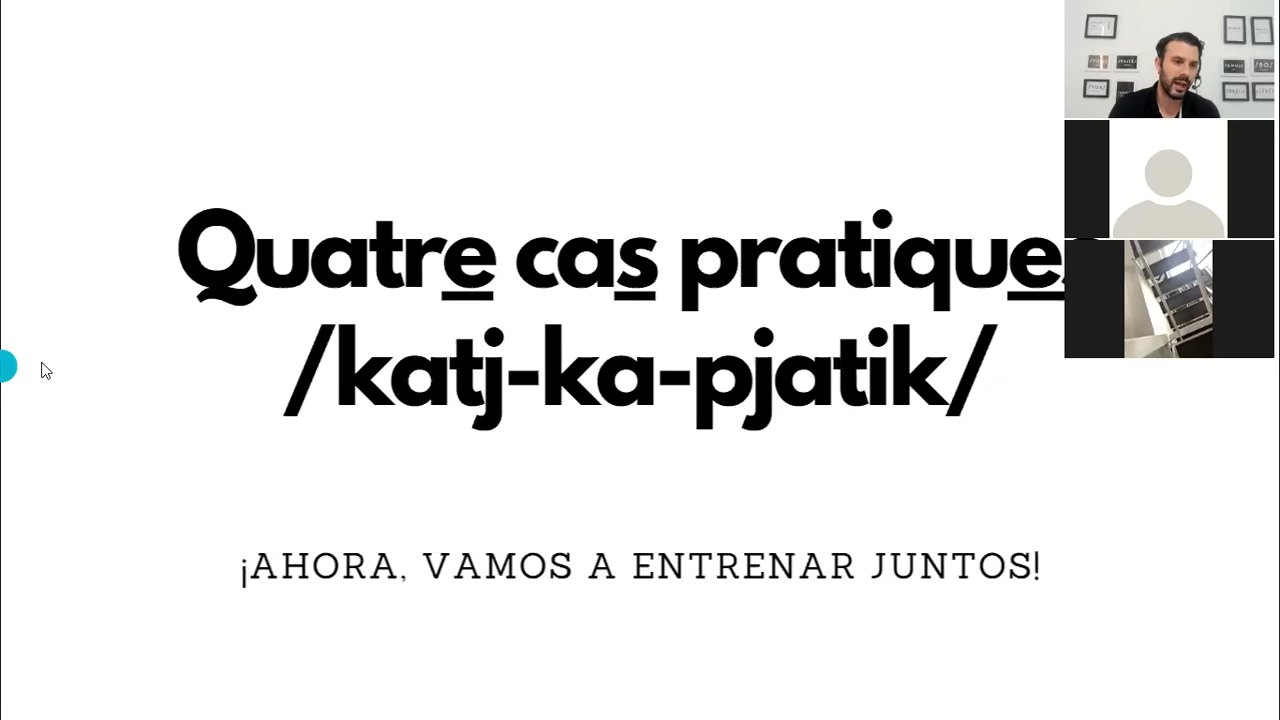 Quatre cas pratiques
/katj-ka-pjatik/
¡AHORA, VAMOS A ENTRENAR JUNTOS!